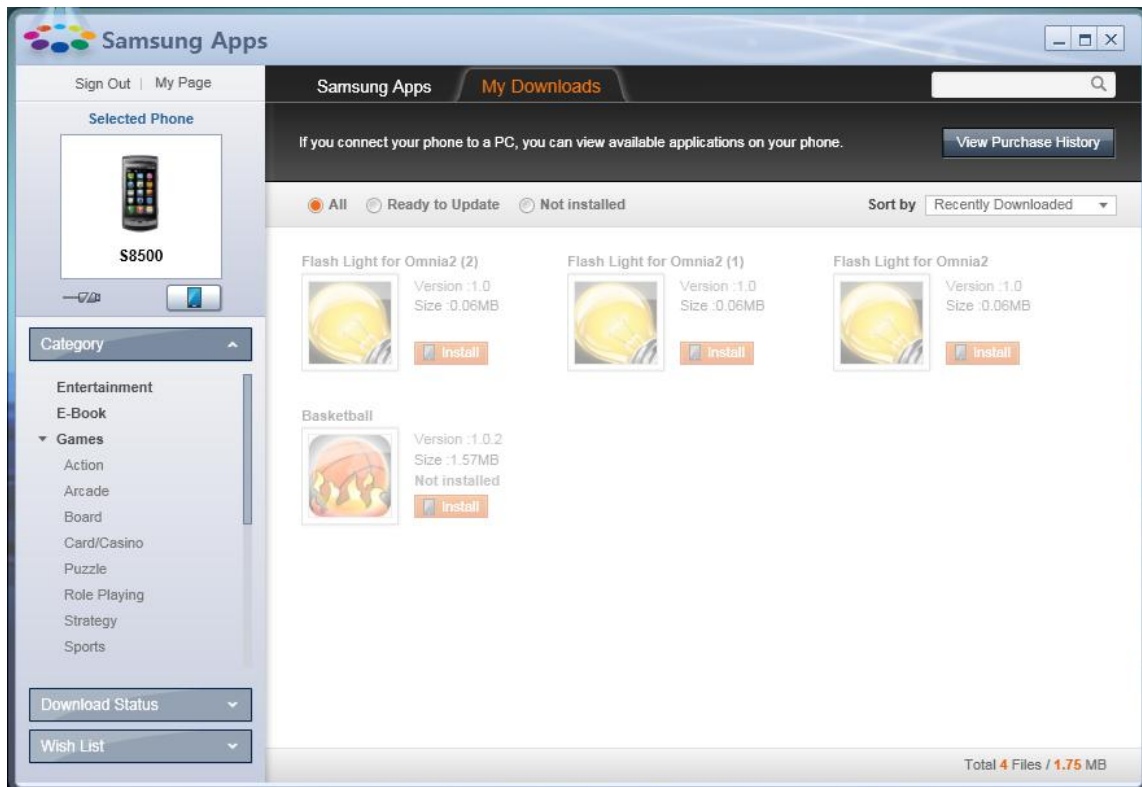 Samsung Apps
Sign Out | My Page
Selected Phone
S8500
Category
Entertainment
E-Book
Games
Action
Arcade
Board
Card/Casino
Puzzle
Role Playing
Strategy
Sports
Download Status
Wish List
Samsung Apps
My Downloads
If you connect your phone to a PC, you can view available applications on your phone.
View Purchase History
All
Ready to Update
Not installed
Sort by
Recently Downloaded
Flash Light for Omnia2 (2)
Version :1.0
Size :0.06MB
Install
Flash Light for Omnia2 (1)
Version :1.0
Size :0.06MB
Install
Flash Light for Omnia2
Version :1.0
Size :0.06MB
Install
Basketball
Version :1.0.2
Size :1.57MB
Not installed
Install
Total 4 Files / 1.75 MB